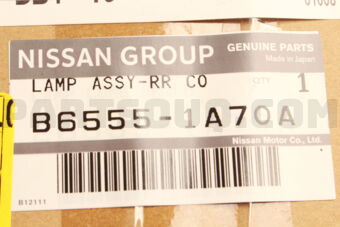 NISSAN GROUP
GENUINE PARTS
Made in Japan
LAMP ASSY-RR CO
QTY
1
B6555-1A70A
Nissan Motor Co., Ltd.
B12111